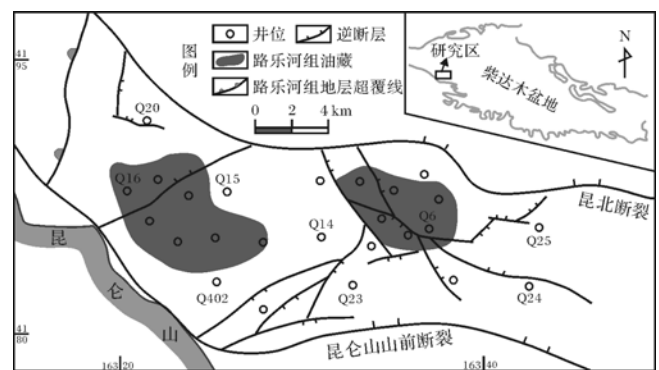 图例
井位
逆断层
路乐河组油藏
路乐河组地层超覆线
0 2 4 km
研究区
柴达木盆地
N
41
95
Q20
Q16
Q15
Q14
Q6
Q25
昆北断裂
Q402
Q23
Q24
昆仑山
昆仑山山前断裂
41
80
163 20
163 40